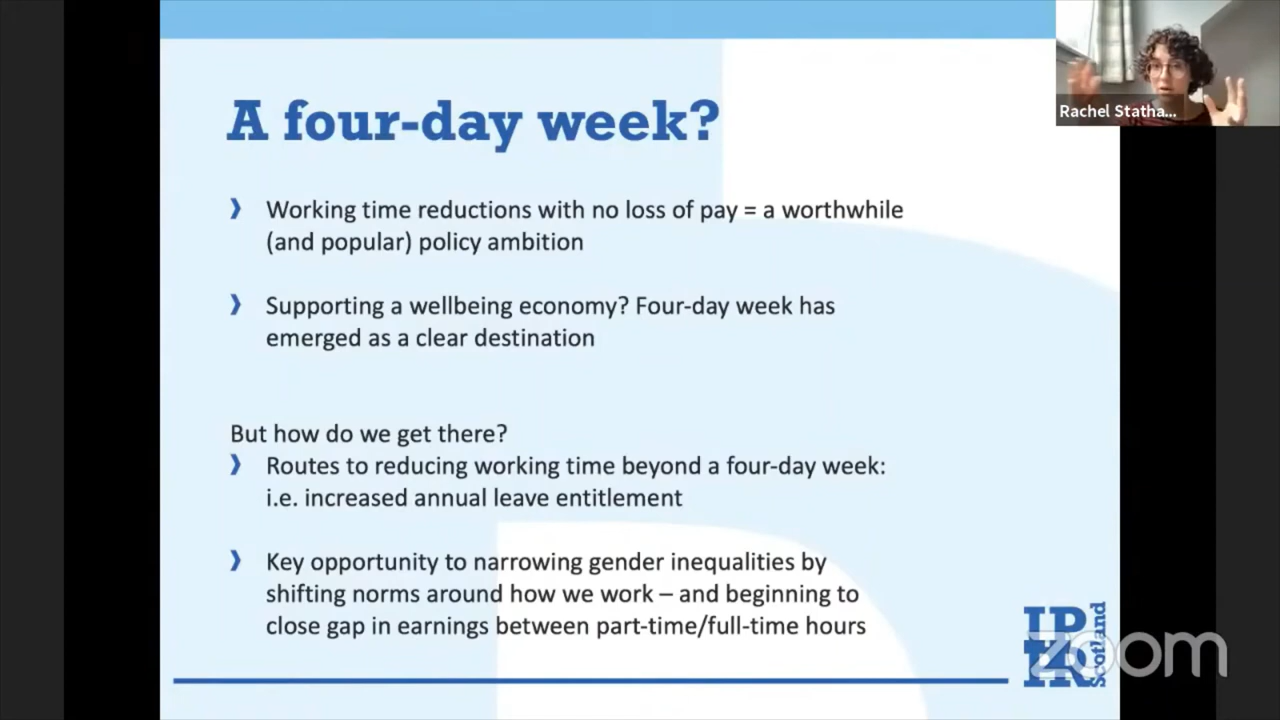 A four-day week?
Rachel Statha...
❱ Working time reductions with no loss of pay = a worthwhile
(and popular) policy ambition
❱ Supporting a wellbeing economy? Four-day week has
emerged as a clear destination
But how do we get there?
❱ Routes to reducing working time beyond a four-day week:
i.e. increased annual leave entitlement
❱ Key opportunity to narrowing gender inequalities by
shifting norms around how we work – and beginning to
close gap in earnings between part-time/full-time hours
IPPR
Scotland
zoom